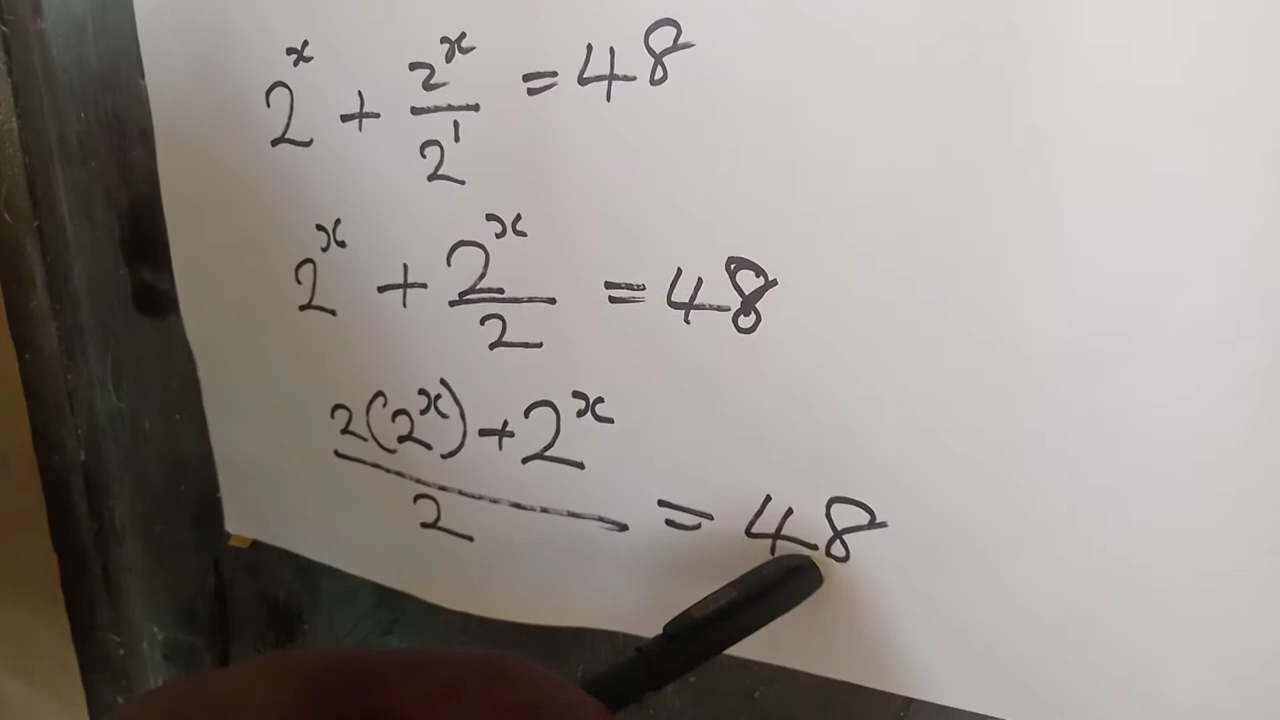 2^x + 2^x/2^1 = 48
2^x + 2^x/2 = 48
(2(2^x) + 2^x)/2 = 48